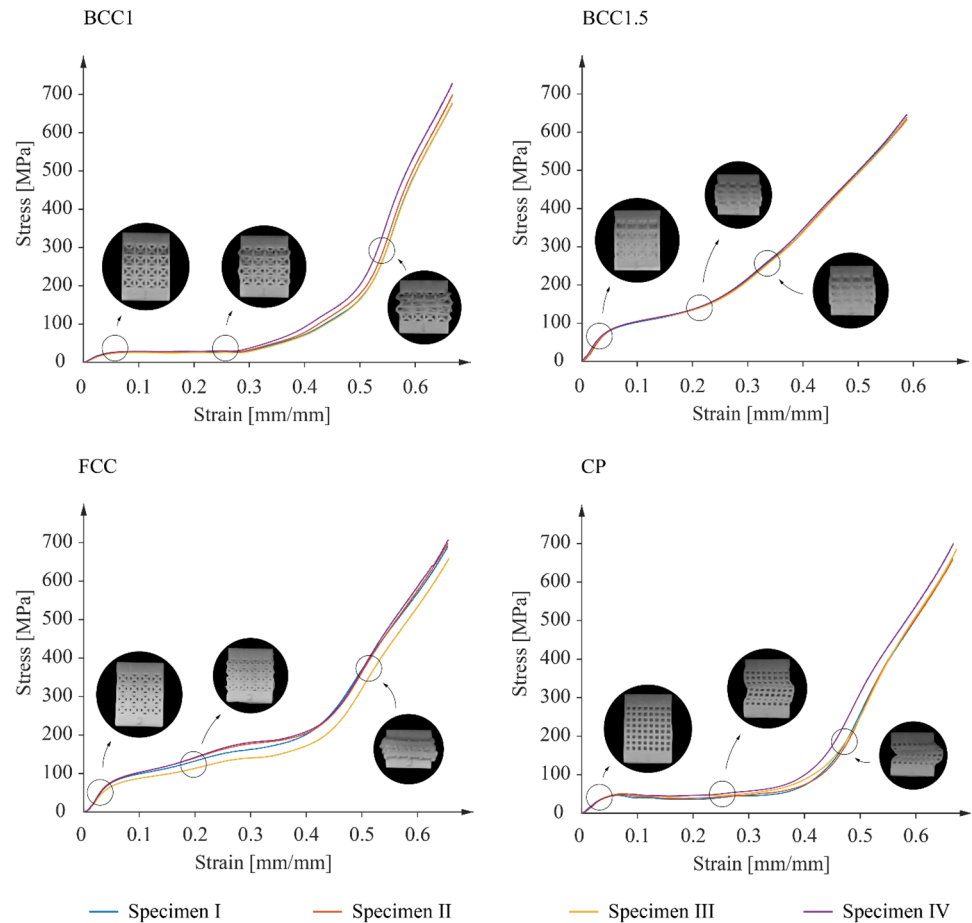 BCC1
BCC1.5
Stress [MPa]
700
600
500
400
300
200
100
0
0 0.1 0.2 0.3 0.4 0.5 0.6
Strain [mm/mm]
Stress [MPa]
700
600
500
400
300
200
100
0
0 0.1 0.2 0.3 0.4 0.5 0.6
Strain [mm/mm]
FCC
CP
Stress [MPa]
700
600
500
400
300
200
100
0
0 0.1 0.2 0.3 0.4 0.5 0.6
Strain [mm/mm]
Stress [MPa]
700
600
500
400
300
200
100
0
0 0.1 0.2 0.3 0.4 0.5 0.6
Strain [mm/mm]
Specimen I Specimen II Specimen III Specimen IV